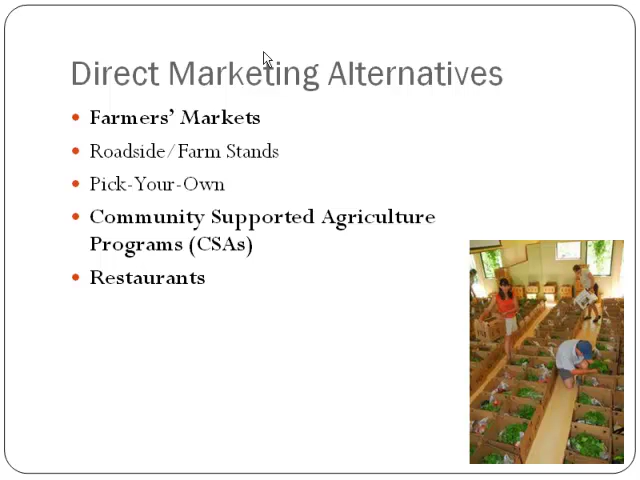 Direct Marketing Alternatives
Farmers’ Markets
Roadside/Farm Stands
Pick-Your-Own
Community Supported Agriculture
Programs (CSAs)
Restaurants